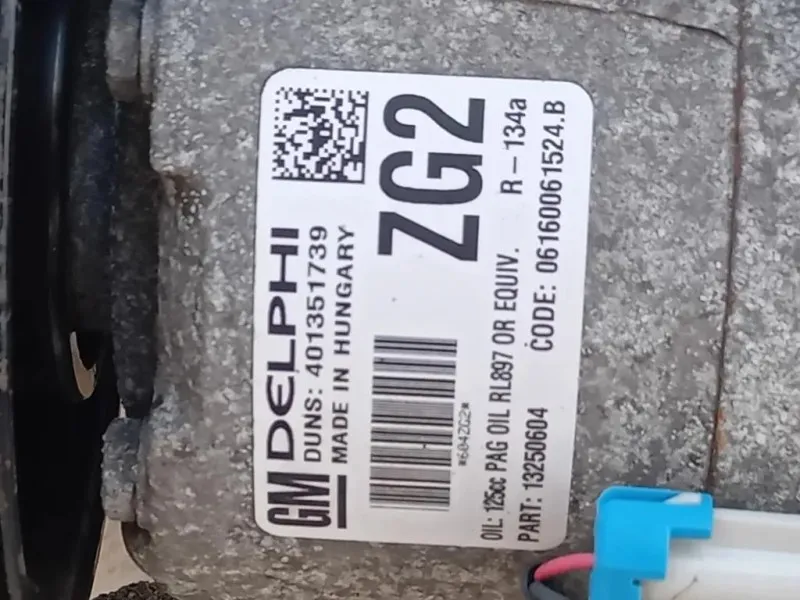 GM DELPHI
DUNS: 401351739
MADE IN HUNGARY
ZG2
*604ZG2*
OIL: 125cc PAG OIL RL897 OR EQUIV. R-134a
PART: 13250604 CODE: 06160061524.B